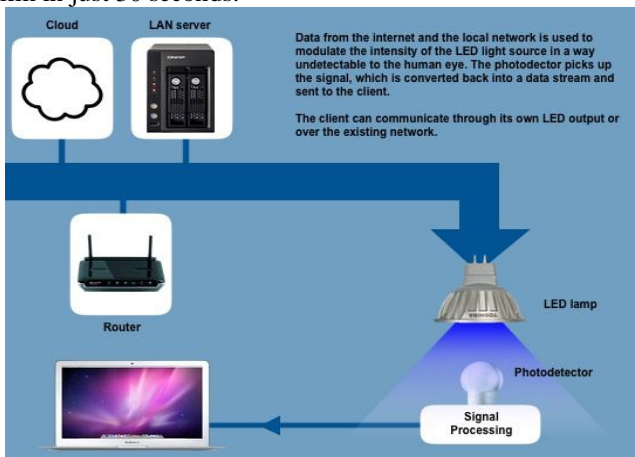 Cloud
LAN server
Data from the internet and the local network is used to
modulate the intensity of the LED light source in a way
undetectable to the human eye. The photodector picks up
the signal, which is converted back into a data stream and
sent to the client.
The client can communicate through its own LED output or
over the existing network.
Router
LED lamp
Photodetector
Signal
Processing